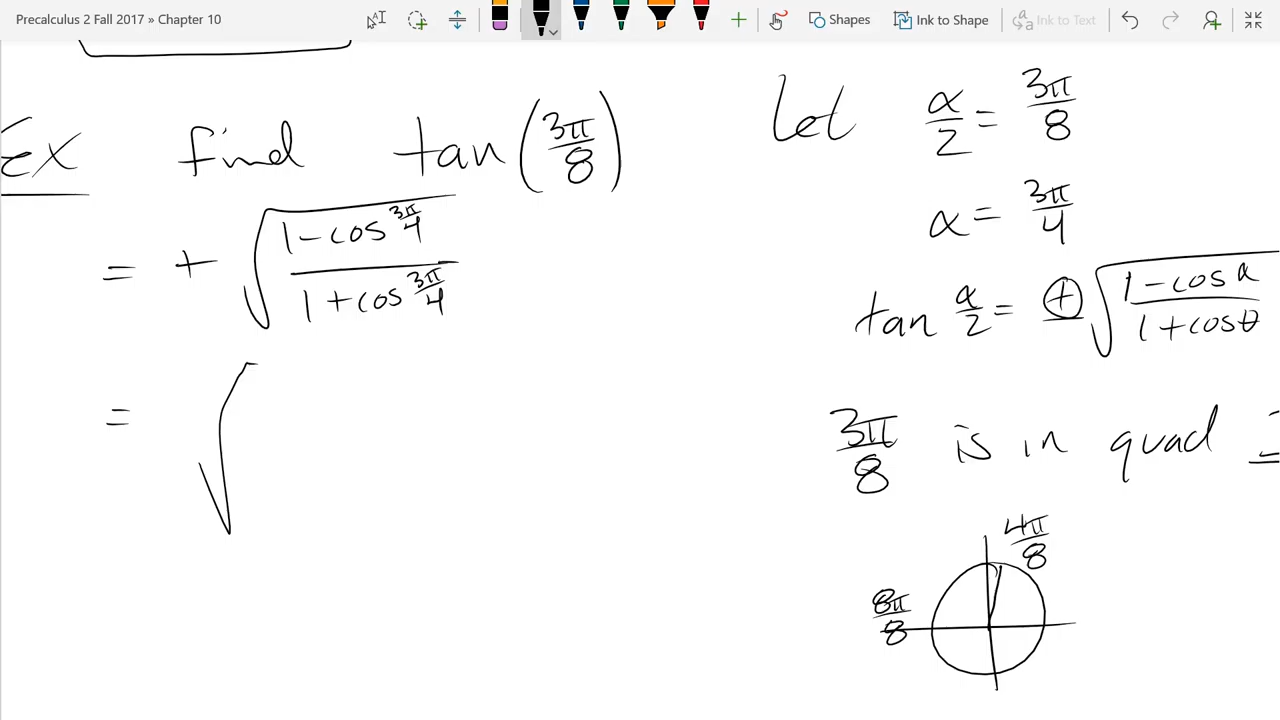 Precalculus 2 Fall 2017 » Chapter 10
Shapes
Ink to Shape
Ink to Text
Ex find tan(3π/8)
= + √((1 - cos 3π/4)/(1 + cos 3π/4))
= √
Let α/2 = 3π/8
α = 3π/4
tan α/2 = ⊕ √((1 - cos α)/(1 + cos θ))
3π/8 is in quad
4π/8
8π/8